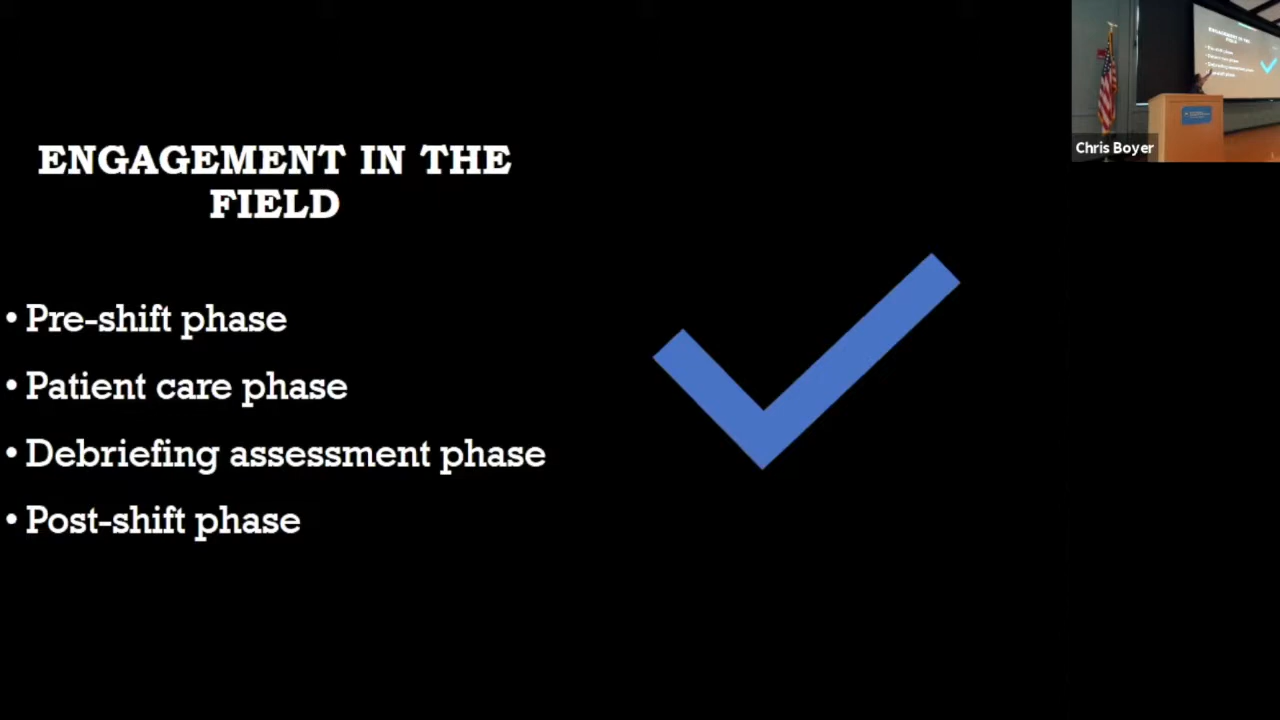 ENGAGEMENT IN THE
FIELD
• Pre-shift phase
• Patient care phase
• Debriefing assessment phase
• Post-shift phase
Chris Boyer